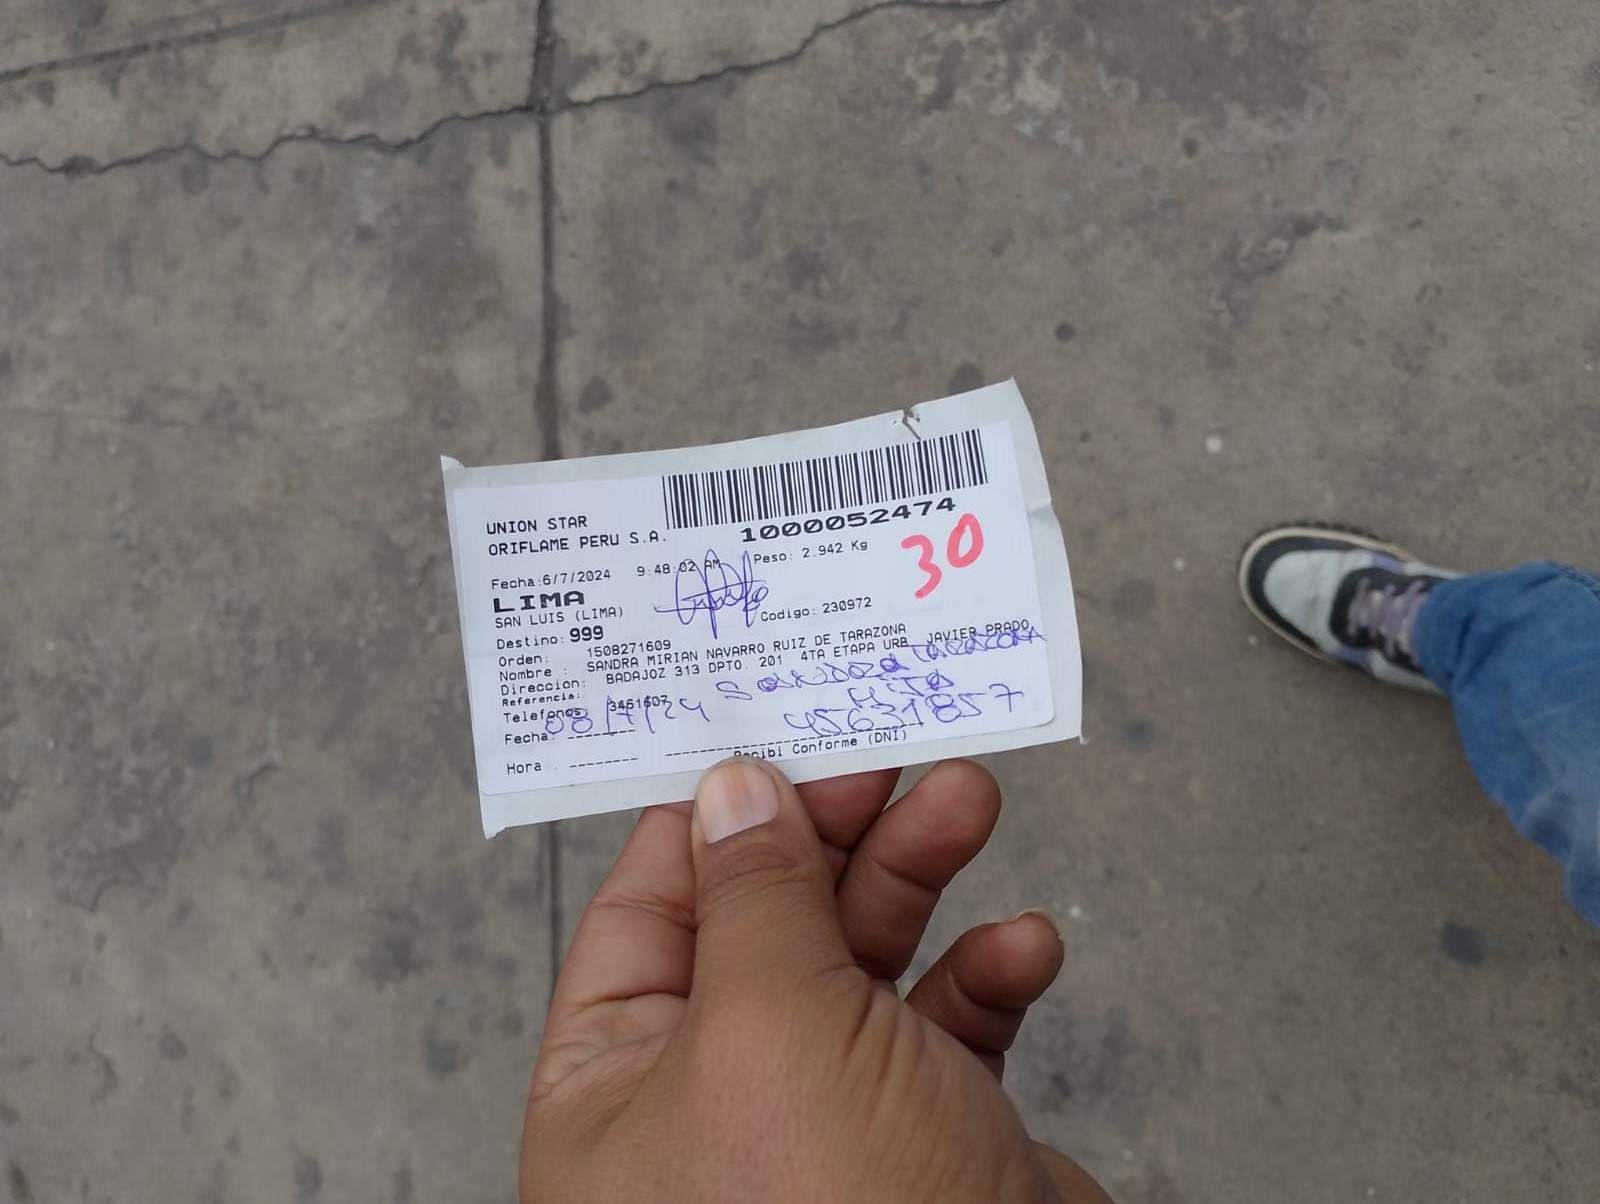 UNION STAR
ORIFLAME PERU S.A.
1000052474
30
Fecha:6/7/2024 9:48:02 AM Peso: 2.942 Kg
LIMA
SAN LUIS (LIMA)
Codigo: 230972
Destino: 999
Orden: 1508271609
Nombre : SANDRA MIRIAN NAVARRO RUIZ DE TARAZONA
Direccion: BADAJOZ 313 DPTO. 201 4TA ETAPA URB JAVIER PRADO
Referencia:
Telefonos 3461607
Tarazona
Hija
08/7/24 45631857
Fecha: --------
Recibi Conforme (DNI)
Hora : --------